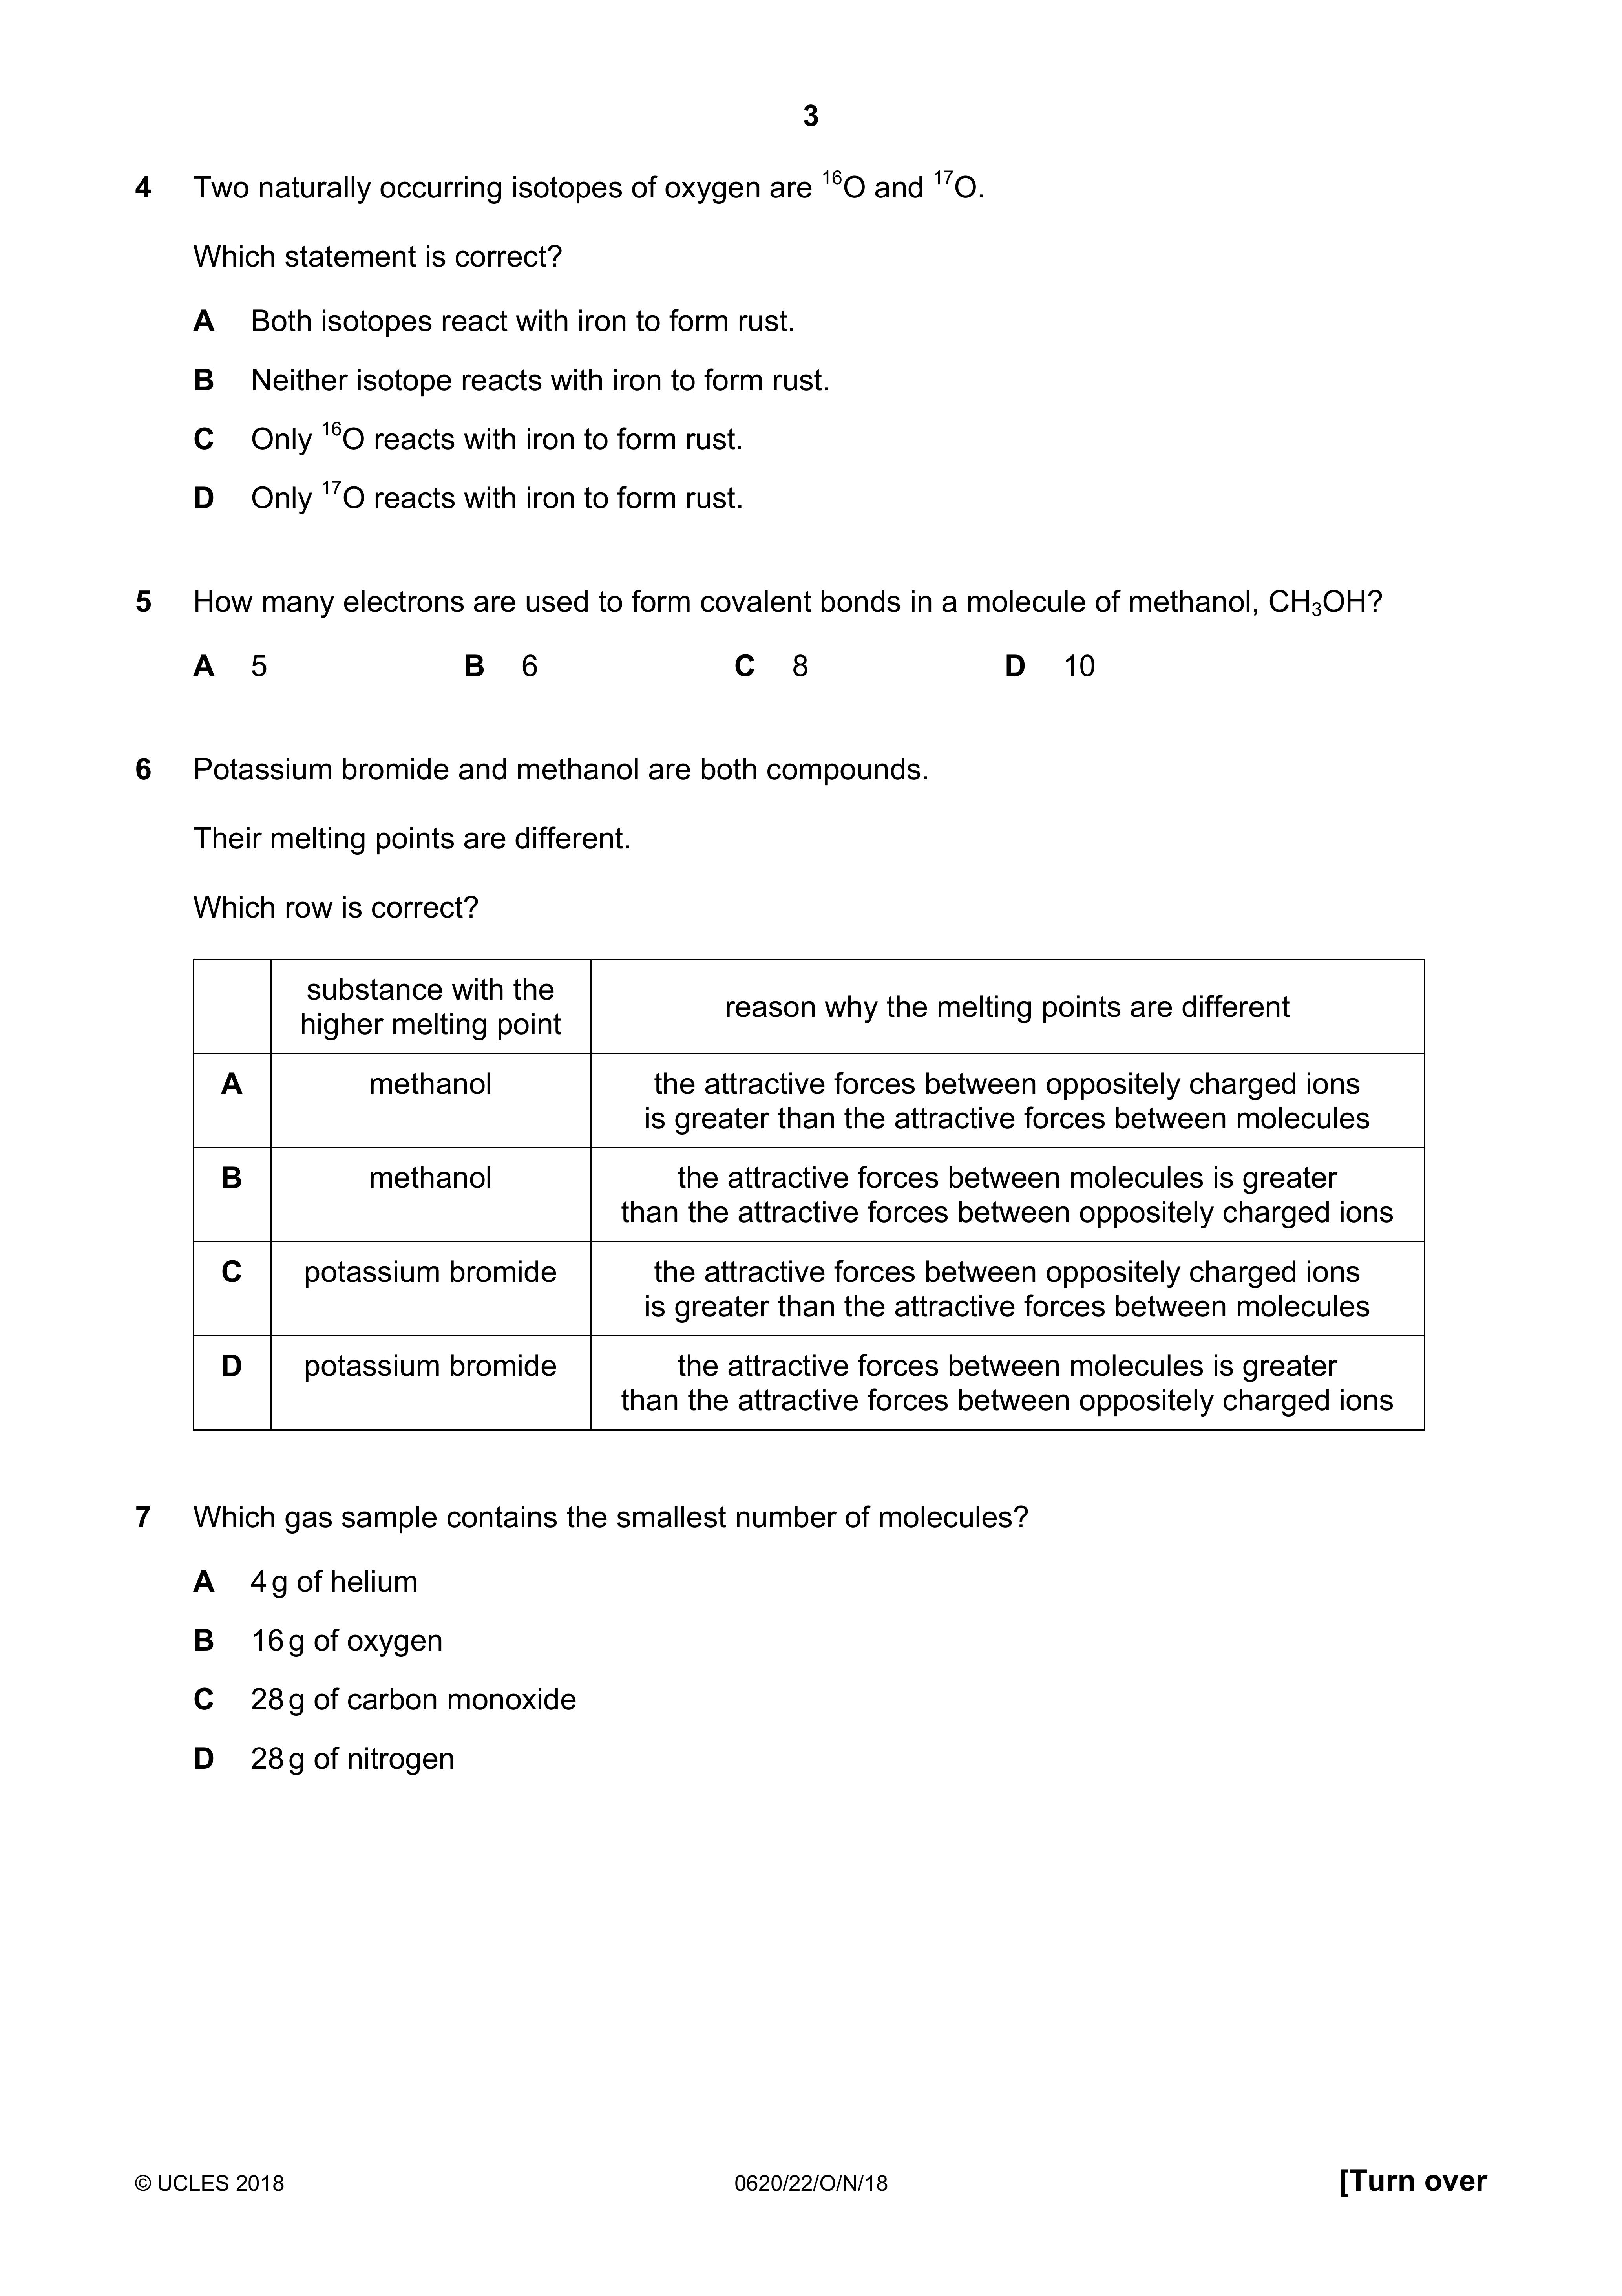 3
4 Two naturally occurring isotopes of oxygen are ¹⁶O and ¹⁷O.
Which statement is correct?
A Both isotopes react with iron to form rust.
B Neither isotope reacts with iron to form rust.
C Only ¹⁶O reacts with iron to form rust.
D Only ¹⁷O reacts with iron to form rust.
5 How many electrons are used to form covalent bonds in a molecule of methanol, CH₃OH?
A 5 B 6 C 8 D 10
6 Potassium bromide and methanol are both compounds.
Their melting points are different.
Which row is correct?
substance with the
higher melting point
reason why the melting points are different
A methanol the attractive forces between oppositely charged ions
is greater than the attractive forces between molecules
B methanol the attractive forces between molecules is greater
than the attractive forces between oppositely charged ions
C potassium bromide the attractive forces between oppositely charged ions
is greater than the attractive forces between molecules
D potassium bromide the attractive forces between molecules is greater
than the attractive forces between oppositely charged ions
7 Which gas sample contains the smallest number of molecules?
A 4 g of helium
B 16 g of oxygen
C 28 g of carbon monoxide
D 28 g of nitrogen
© UCLES 2018 0620/22/O/N/18 [Turn over